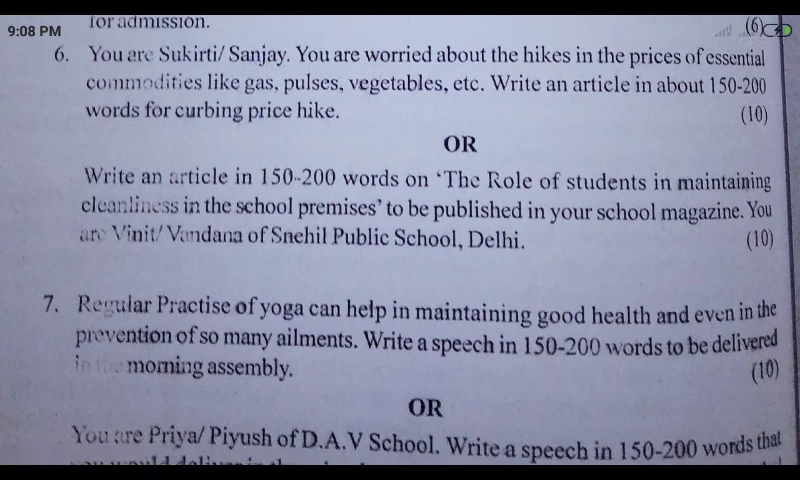 for admission.
9:08 PM
(6)
6. You are Sukirti/ Sanjay. You are worried about the hikes in the prices of essential
commodities like gas, pulses, vegetables, etc. Write an article in about 150-200
words for curbing price hike. (10)
OR
Write an article in 150-200 words on 'The Role of students in maintaining
cleanliness in the school premises' to be published in your school magazine. You
are Vinit/ Vandana of Snehil Public School, Delhi. (10)
7. Regular Practise of yoga can help in maintaining good health and even in the
prevention of so many ailments. Write a speech in 150-200 words to be delivered
in the morning assembly. (10)
OR
You are Priya/ Piyush of D.A.V School. Write a speech in 150-200 words that